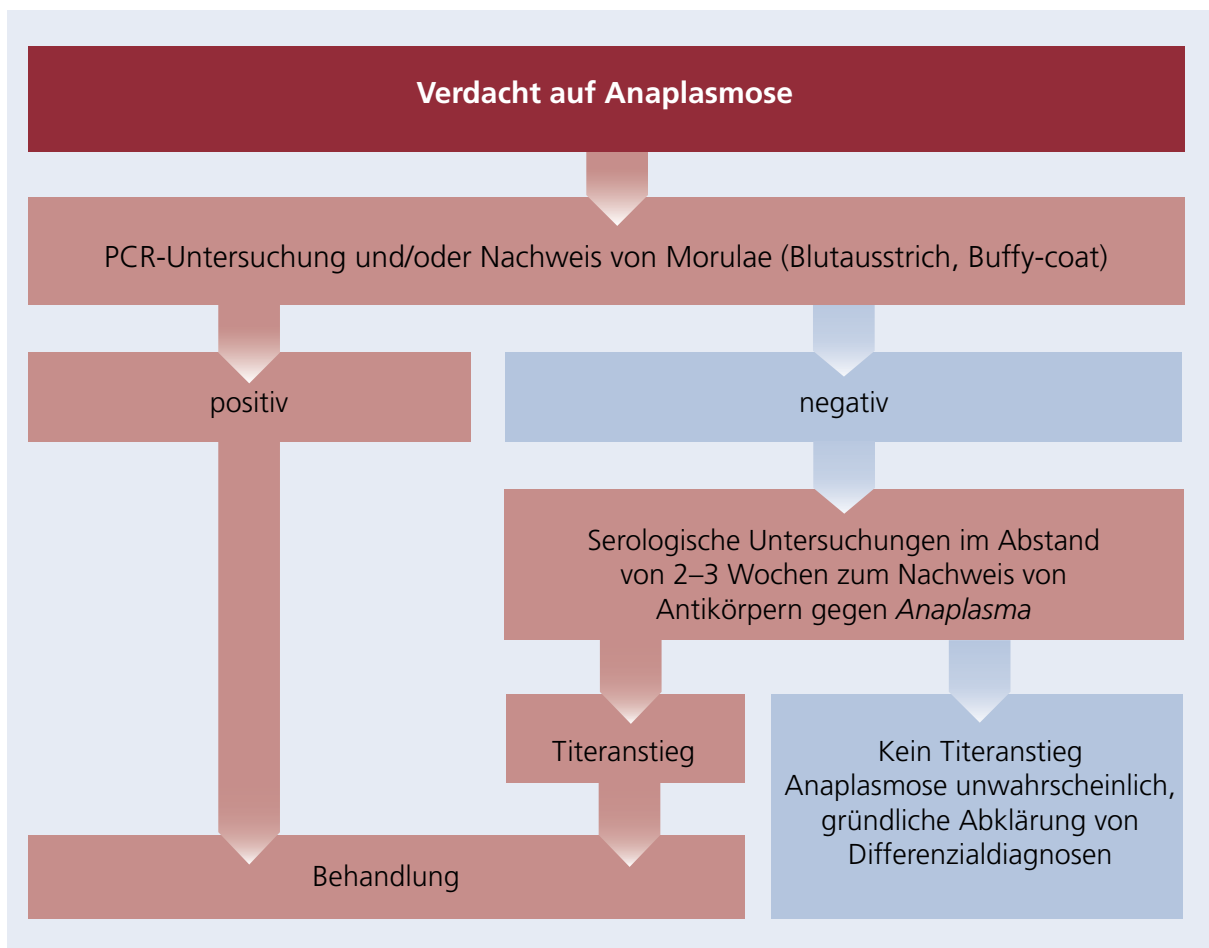 Verdacht auf Anaplasmose
PCR-Untersuchung und/oder Nachweis von Morulae (Blutausstrich, Buffy-coat)
positiv
negativ
Serologische Untersuchungen im Abstand
von 2–3 Wochen zum Nachweis von
Antikörpern gegen Anaplasma
Titeranstieg
Kein Titeranstieg
Anaplasmose unwahrscheinlich,
gründliche Abklärung von
Differenzialdiagnosen
Behandlung